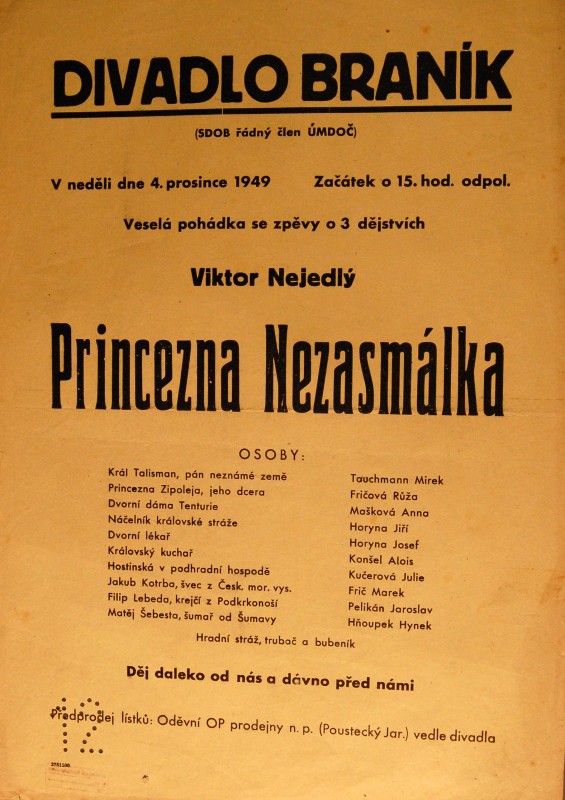 DIVADLO BRANÍK
(SDOB řádný člen ÚMDOČ)
V neděli dne 4. prosince 1949 Začátek o 15. hod. odpol.
Veselá pohádka se zpěvy o 3 dějstvích
Viktor Nejedlý
Princezna Nezasmálka
OSOBY:
Král Talisman, pán neznámé země Tauchmann Mirek
Princezna Zipoleja, jeho dcera Fričová Růža
Dvorní dáma Tenturie Mašková Anna
Náčelník královské stráže Horyna Jiří
Dvorní lékař Horyna Josef
Královský kuchař Konšel Alois
Hostinská v podhradní hospodě Kučerová Julie
Jakub Kotrba, švec z Česk. mor. vys. Frič Marek
Filip Lebeda, krejčí z Podkrkonoší Pelikán Jaroslav
Matěj Šebesta, šumař od Šumavy Hňoupek Hynek
Hradní stráž, trubač a bubeník
Děj daleko od nás a dávno před námi
Předprodej lístků: Oděvní OP prodejny n. p. (Poustecký Jar.) vedle divadla
12